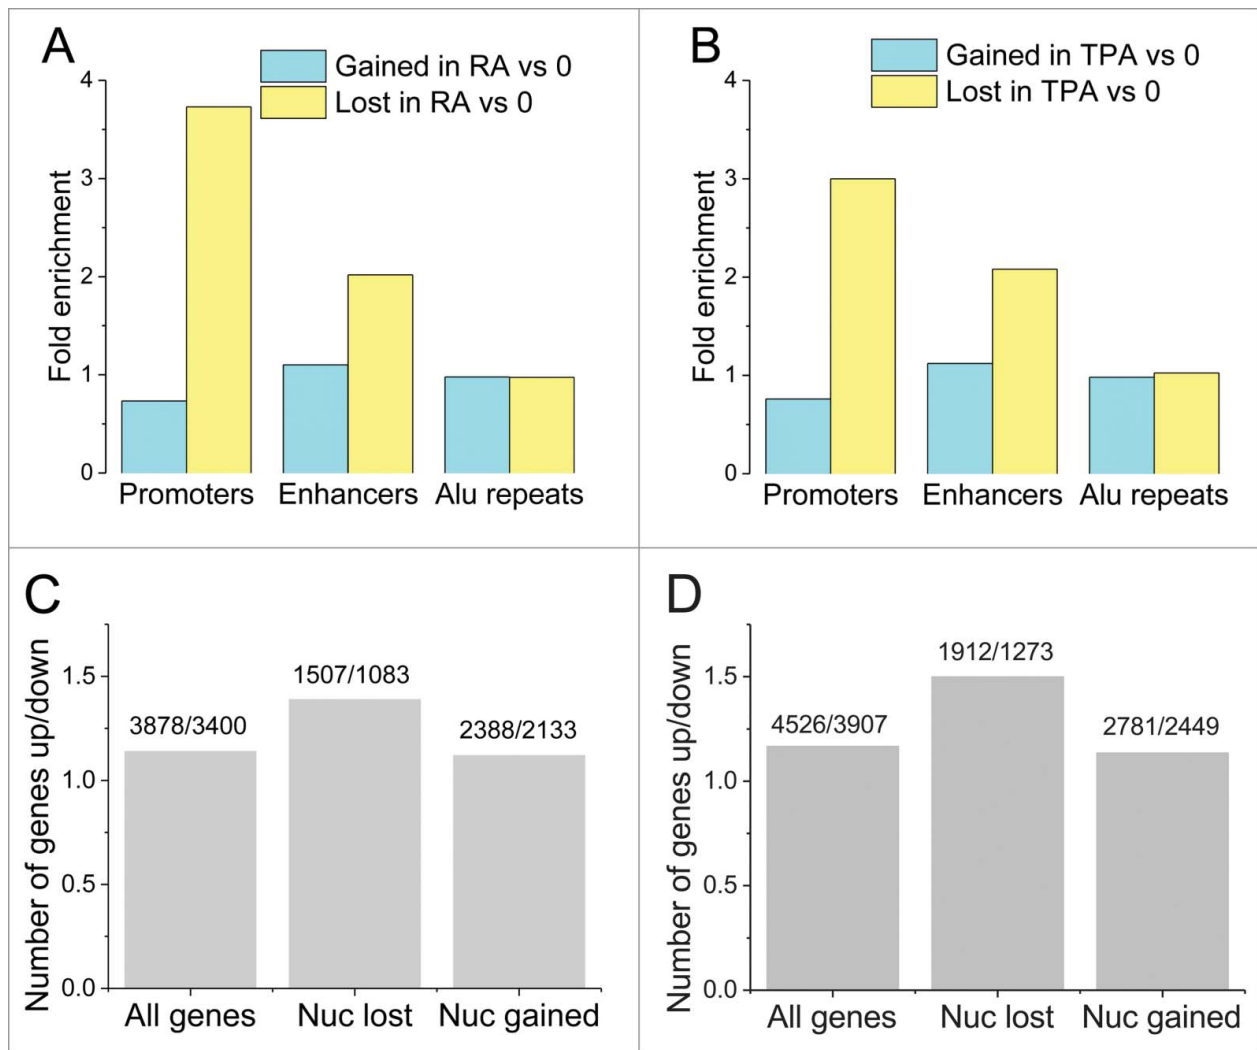 A
Gained in RA vs 0
Lost in RA vs 0
Fold enrichment
4
3
2
1
0
Promoters Enhancers Alu repeats
B
Gained in TPA vs 0
Lost in TPA vs 0
Fold enrichment
4
3
2
1
0
Promoters Enhancers Alu repeats
C
Number of genes up/down
1.5
1.0
0.5
0.0
3878/3400
1507/1083
2388/2133
All genes Nuc lost Nuc gained
D
Number of genes up/down
1.5
1.0
0.5
0.0
4526/3907
1912/1273
2781/2449
All genes Nuc lost Nuc gained